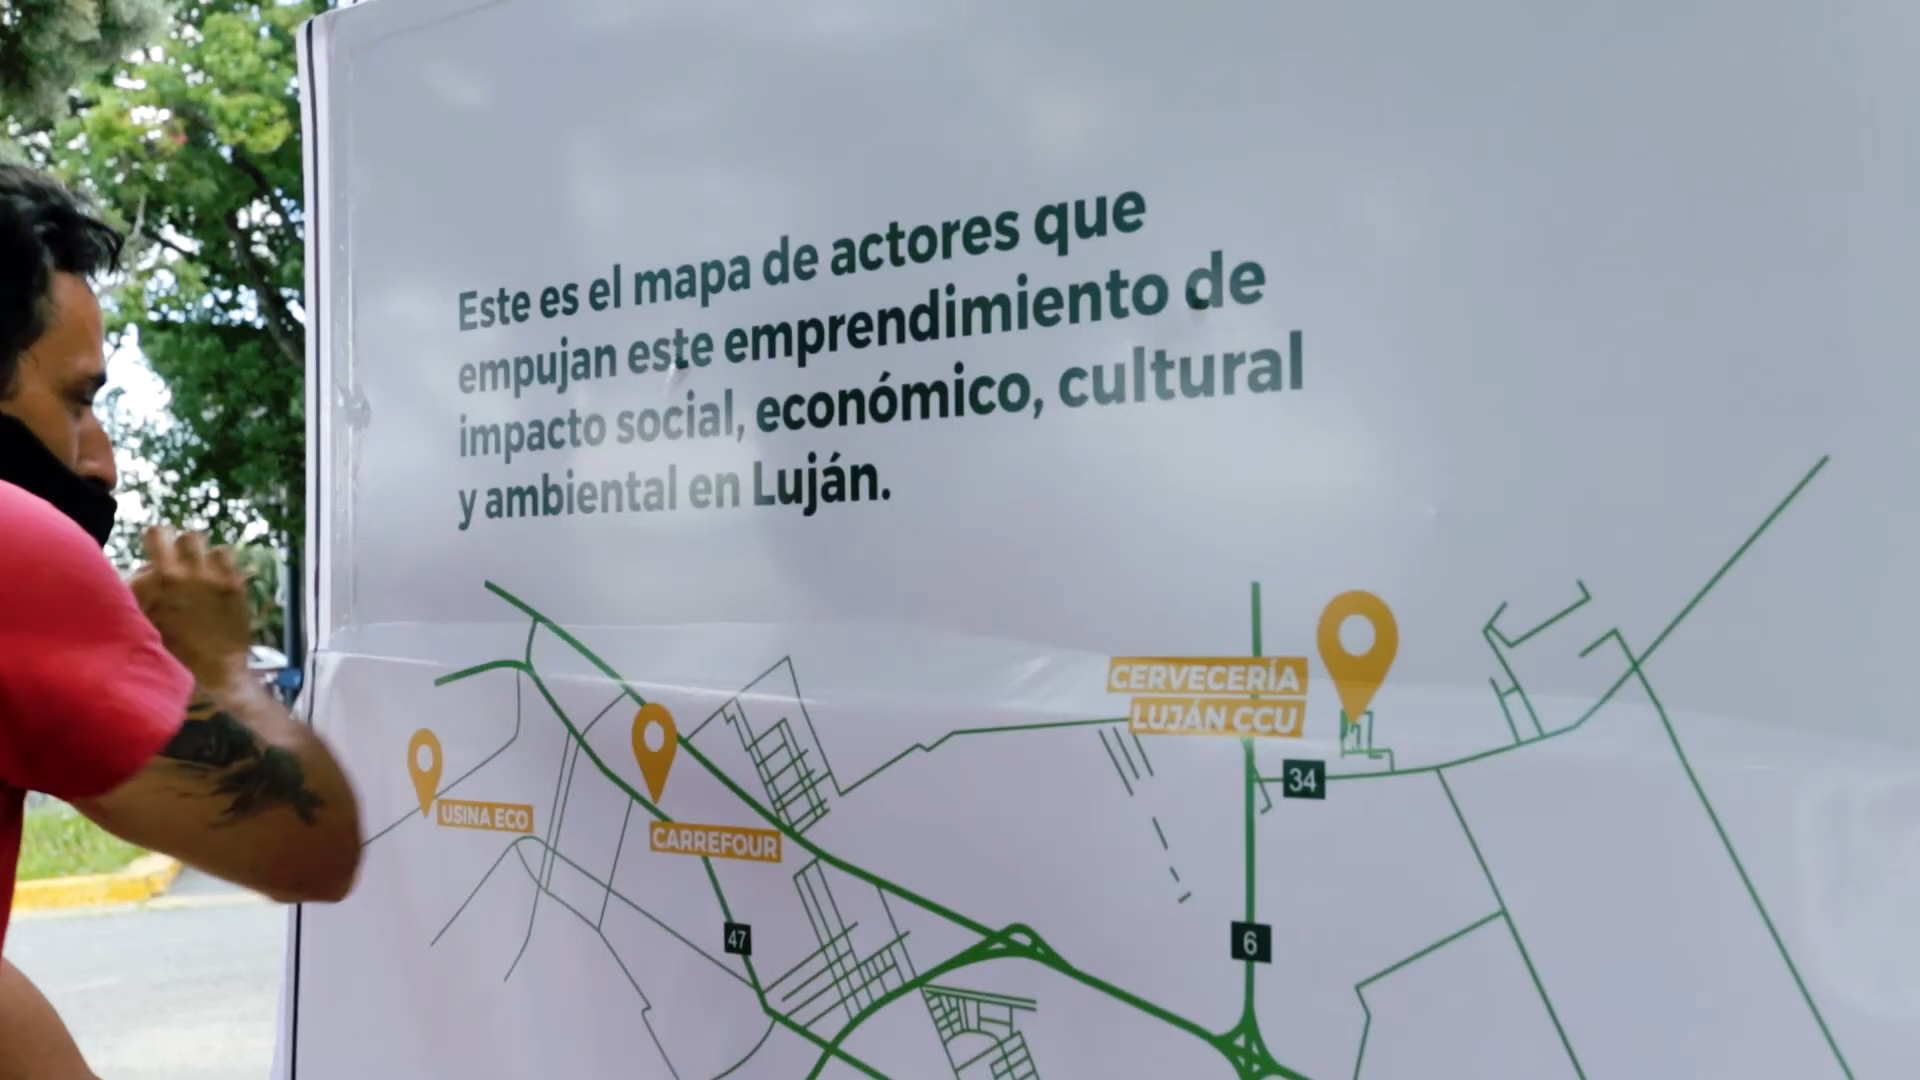 Este es el mapa de actores que
empujan este emprendimiento de
impacto social, económico, cultural
y ambiental en Luján.
CERVECERÍA
LUJÁN CCU
34
USINA ECO
CARREFOUR
47
6